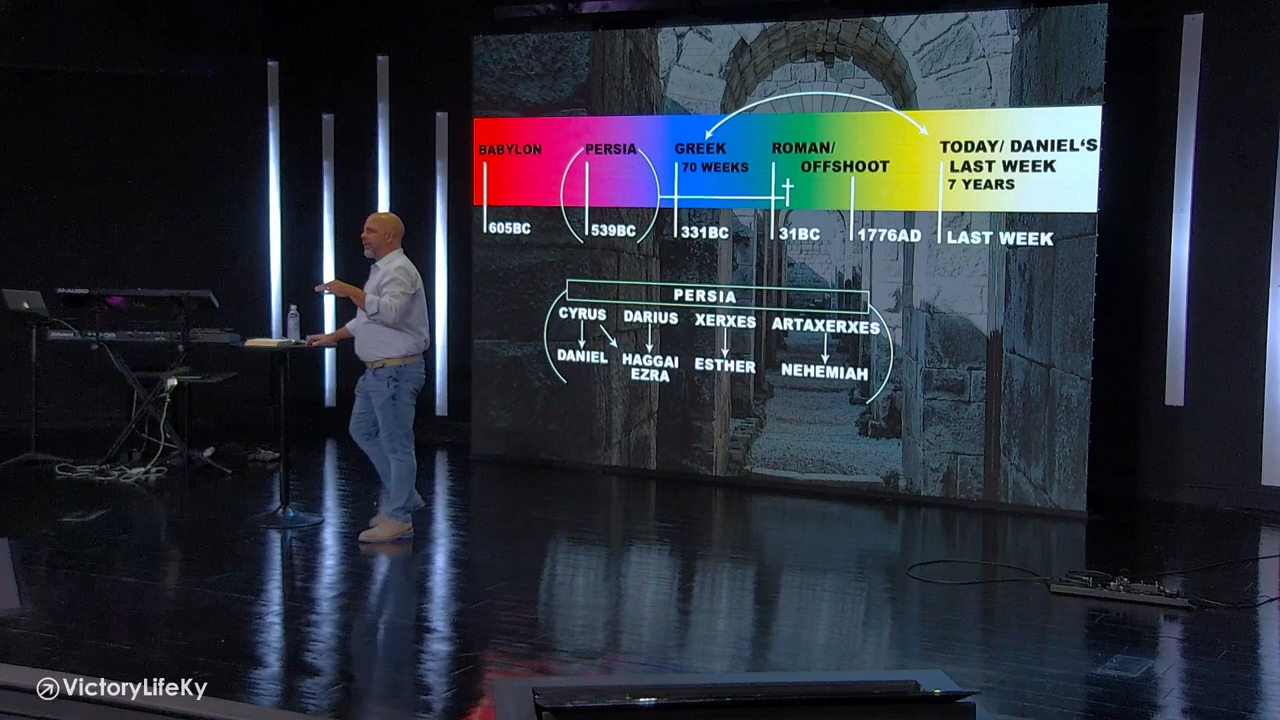 BABYLON
PERSIA
GREEK
70 WEEKS
ROMAN/
OFFSHOOT
TODAY/ DANIEL'S
LAST WEEK
7 YEARS
605BC
539BC
331BC
31BC
1776AD
LAST WEEK
PERSIA
CYRUS DARIUS XERXES ARTAXERXES
DANIEL HAGGAI ESTHER NEHEMIAH
EZRA
VictoryLifeKy